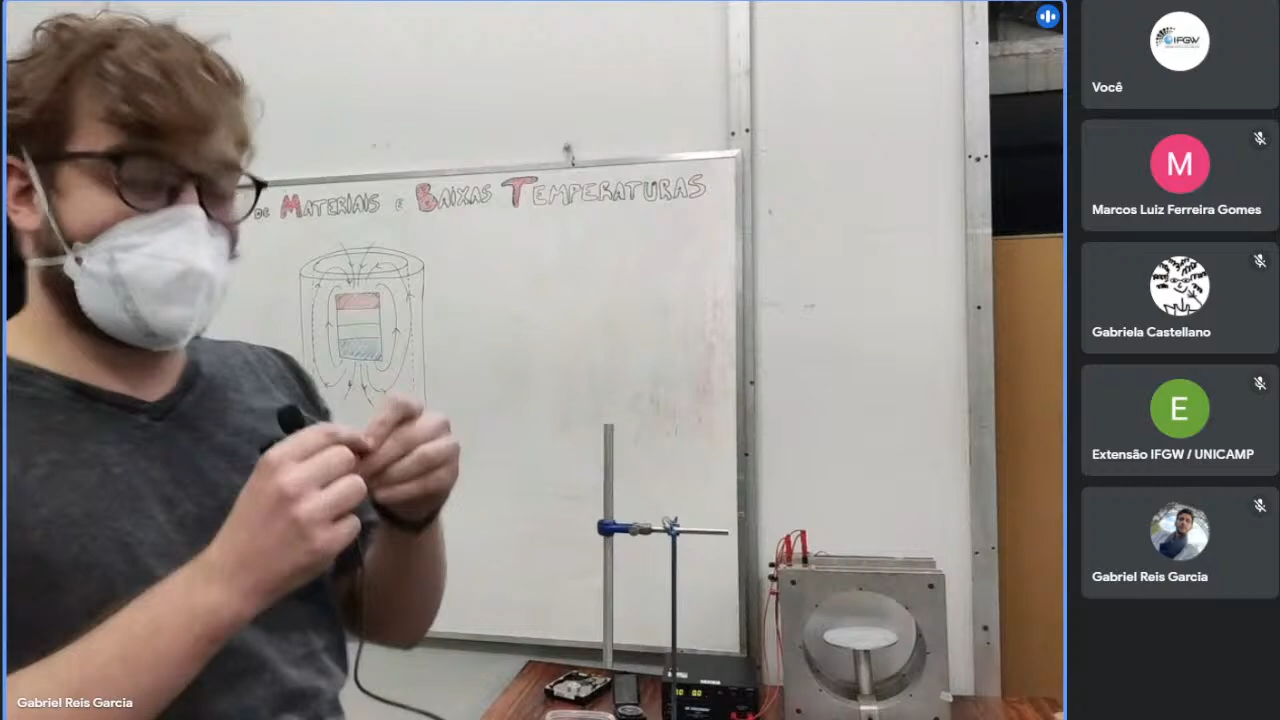 DE MATERIAIS E BAIXAS TEMPERATURAS
Gabriel Reis Garcia
IFGW
Você
M
Marcos Luiz Ferreira Gomes
Gabriela Castellano
E
Extensão IFGW / UNICAMP
Gabriel Reis Garcia